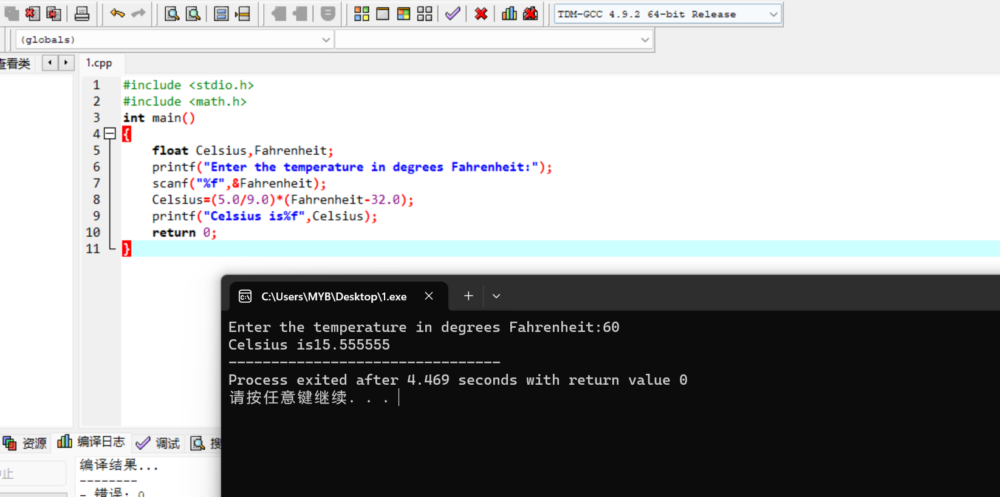 TDM-GCC 4.9.2 64-bit Release
(globals)
查看类
1.cpp
1 #include <stdio.h>
2 #include <math.h>
3 int main()
4 {
5 float Celsius,Fahrenheit;
6 printf("Enter the temperature in degrees Fahrenheit:");
7 scanf("%f",&Fahrenheit);
8 Celsius=(5.0/9.0)*(Fahrenheit-32.0);
9 printf("Celsius is%f",Celsius);
10 return 0;
11 }
C:\Users\MYB\Desktop\1.exe
Enter the temperature in degrees Fahrenheit:60
Celsius is15.555555
--------------------------------
Process exited after 4.469 seconds with return value 0
请按任意键继续. . .
资源 编译日志 调试 搜
止
编译结果...
--------
- 错误: 0